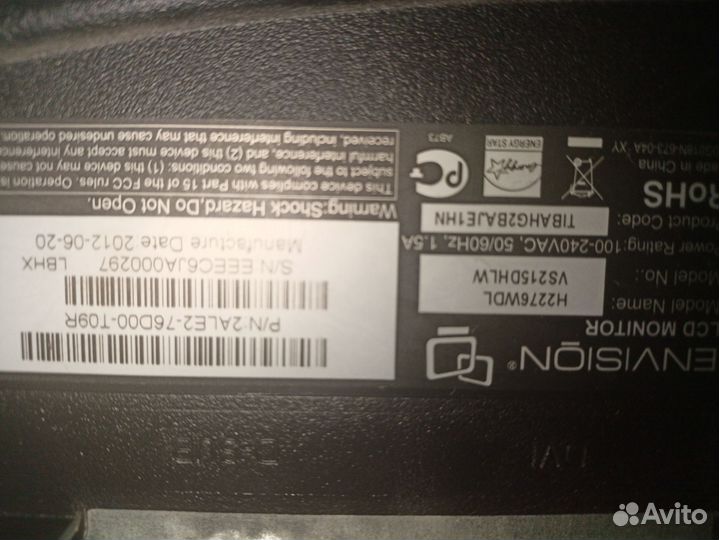 ENVISION®
LCD MONITOR
Model Name: H2276WDL
Model No.: VS215DHLW
Power Rating:100-240VAC, 50/60Hz, 1.5A
Product Code: TIBAHG2BAJE1HN
RoHS
Made in China
ENERGY STAR
AB73
P/N:2ALE2-76D00-T09R
S/N:EEEC6JA000297 LBHX
Manufacture Date 2012-06-20
Warning:Shock Hazard,Do Not Open.
This device complies with Part 15 of the FCC rules. Operation is
subject to the following two conditions: (1) this device may not cause
harmful interference, and, (2) this device must accept any interference
received, including interference that may cause undesired operation.
DVI
D-SUB
Avito